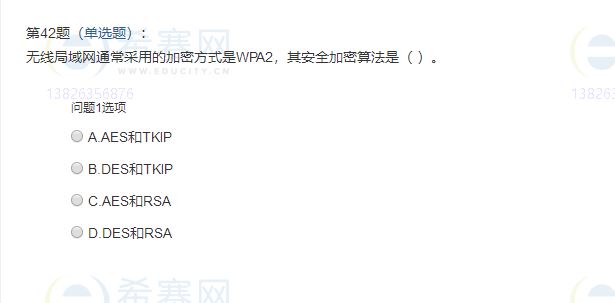 第42题（单选题）：
无线局域网通常采用的加密方式是WPA2，其安全加密算法是（ ）。
希赛网
WWW.EDUCITY.CN
13826356876
13826
问题1选项
A.AES和TKIP
B.DES和TKIP
C.AES和RSA
D.DES和RSA
希赛网